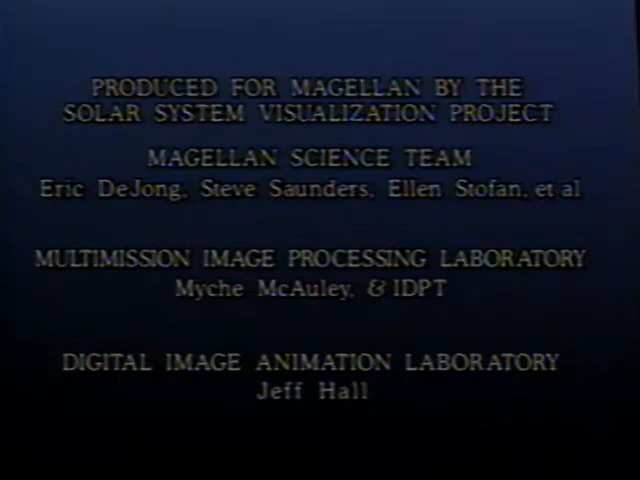 PRODUCED FOR MAGELLAN BY THE
SOLAR SYSTEM VISUALIZATION PROJECT
MAGELLAN SCIENCE TEAM
Eric DeJong, Steve Saunders, Ellen Stofan, et al
MULTIMISSION IMAGE PROCESSING LABORATORY
Myche McAuley, & IDPT
DIGITAL IMAGE ANIMATION LABORATORY
Jeff Hall